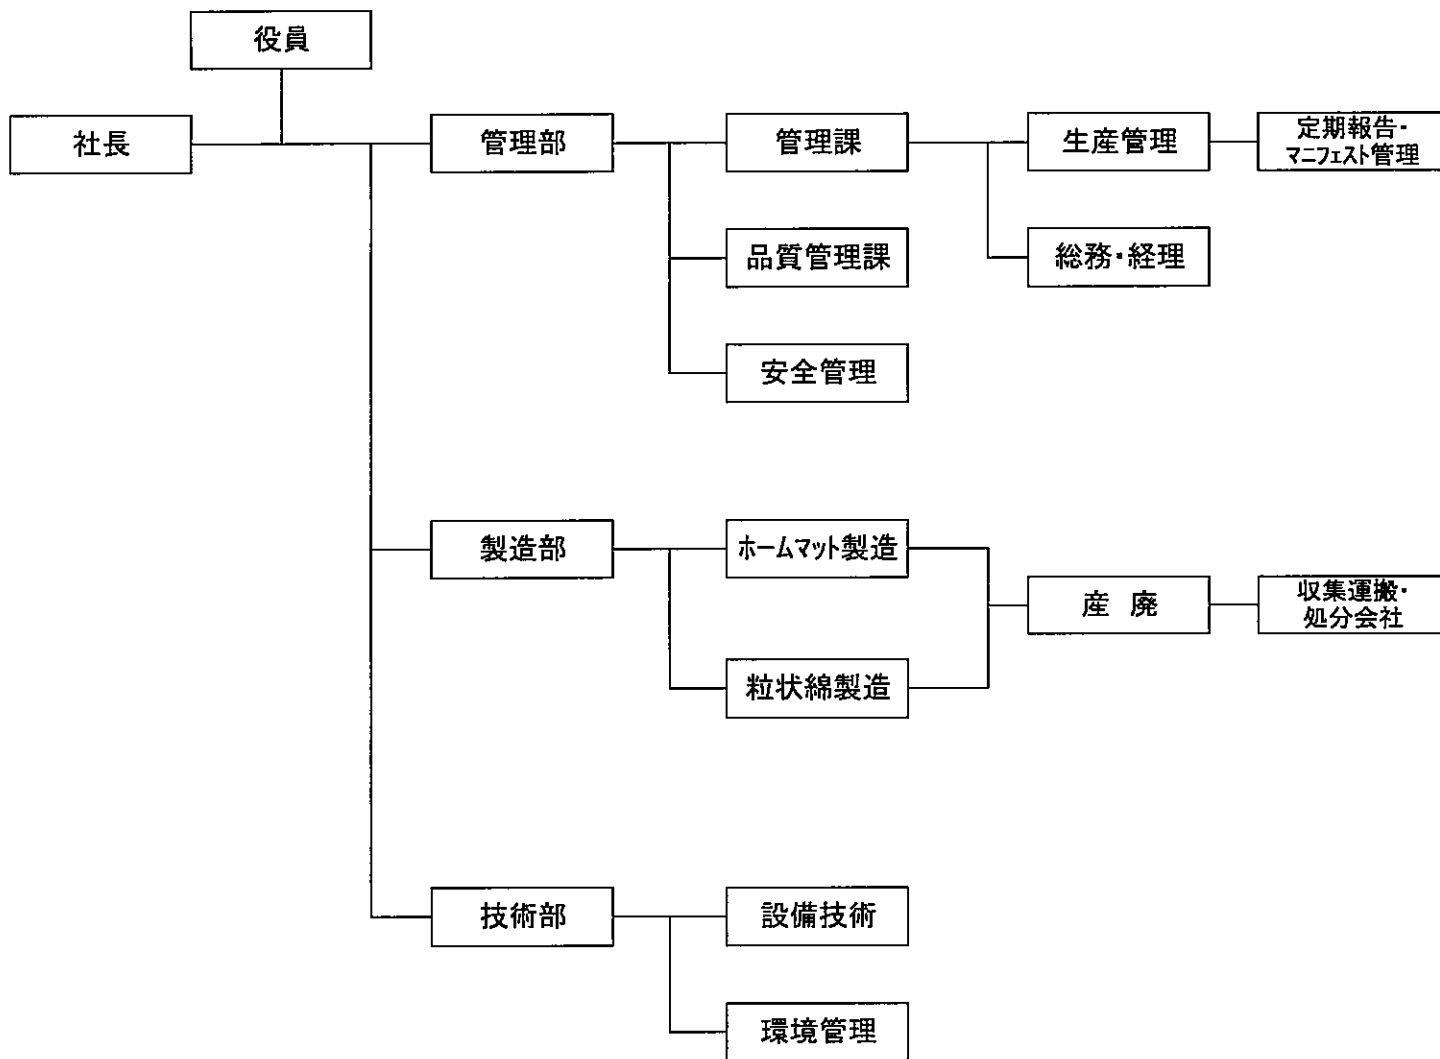 役員
社長
管理部
管理課
生産管理
定期報告・
マニフェスト管理
品質管理課
総務・経理
安全管理
製造部
ホームマット製造
産 廃
収集運搬・
処分会社
粒状綿製造
技術部
設備技術
環境管理